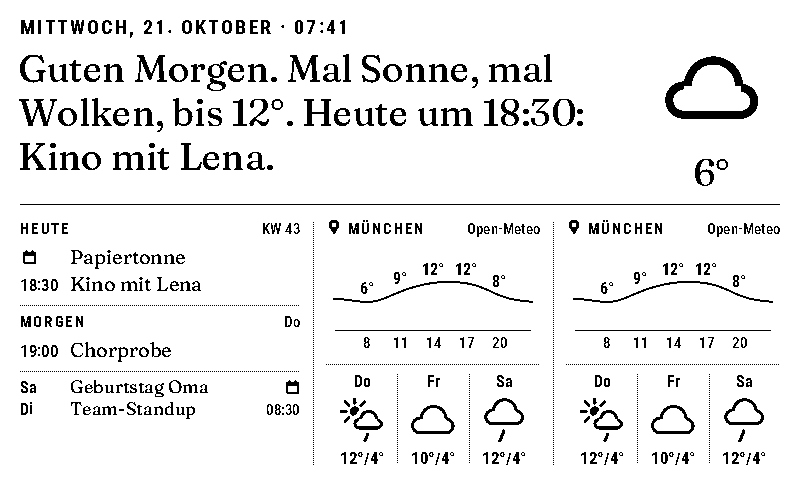 MITTWOCH, 21. OKTOBER · 07:41
Guten Morgen. Mal Sonne, mal
Wolken, bis 12°. Heute um 18:30:
Kino mit Lena.
6°
HEUTE KW 43
Papiertonne
18:30 Kino mit Lena
MORGEN Do
19:00 Chorprobe
Sa Geburtstag Oma
Di Team-Standup 08:30
MÜNCHEN Open-Meteo
6° 9° 12° 12° 8°
8 11 14 17 20
Do Fr Sa
12°/4° 10°/4° 12°/4°
MÜNCHEN Open-Meteo
6° 9° 12° 12° 8°
8 11 14 17 20
Do Fr Sa
12°/4° 10°/4° 12°/4°